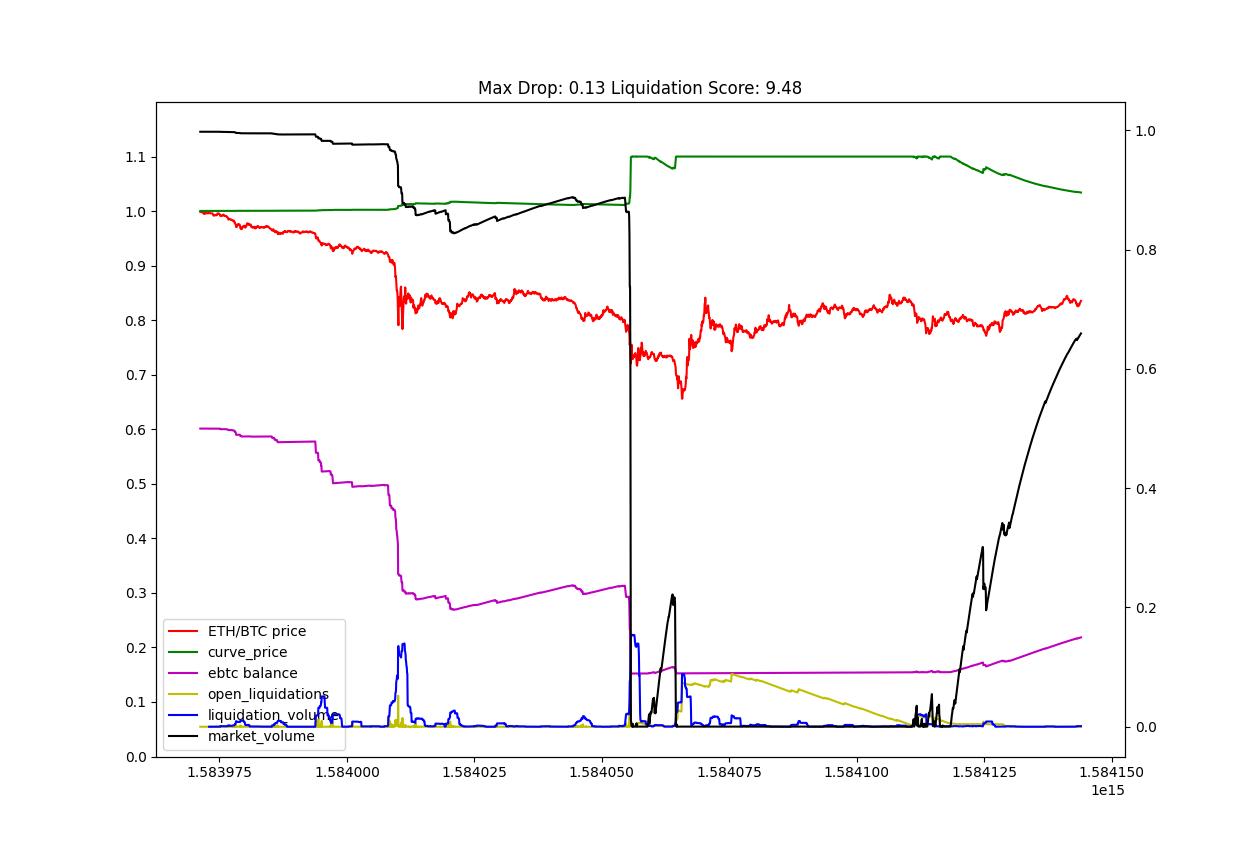 Max Drop: 0.13 Liquidation Score: 9.48
1.1
1.0
0.9
0.8
0.7
0.6
0.5
0.4
0.3
0.2
0.1
0.0
1.0
0.8
0.6
0.4
0.2
0.0
ETH/BTC price
curve_price
ebtc balance
open_liquidations
liquidation_volume
market_volume
1.583975 1.584000 1.584025 1.584050 1.584075 1.584100 1.584125 1.584150
1e15